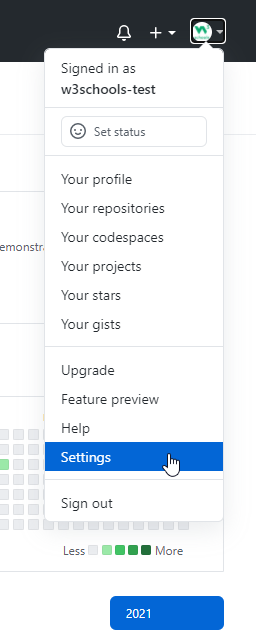 Signed in as
w3schools-test
Set status
Your profile
Your repositories
Your codespaces
Your projects
Your stars
Your gists
emonstra
Upgrade
Feature preview
Help
Settings
Sign out
Less More
2021